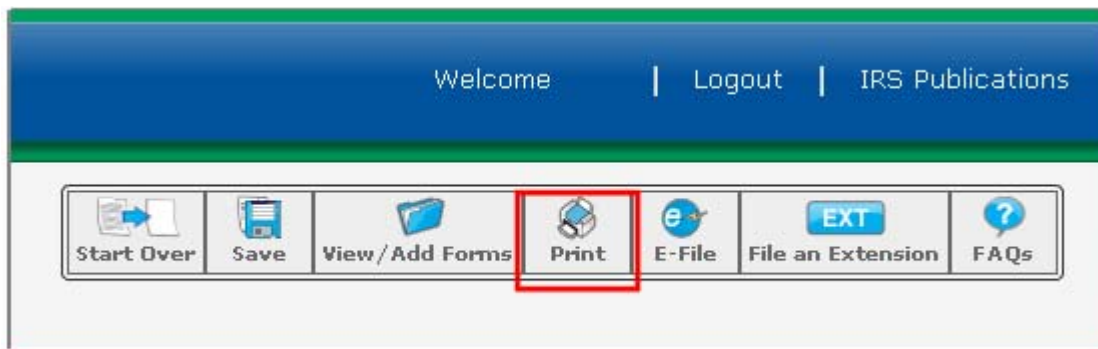 Welcome | Logout | IRS Publications
EXT
Start Over Save View/Add Forms Print E-File File an Extension FAQs